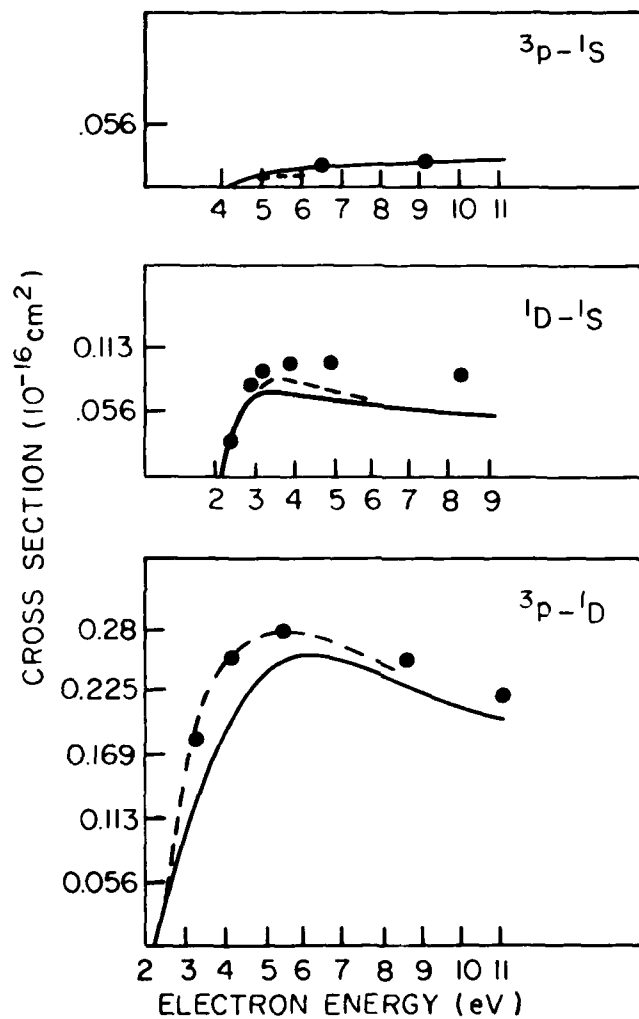 ³p–¹S
.056
4 5 6 7 8 9 10 11
¹D–¹S
0.113
.056
2 3 4 5 6 7 8 9
³p–¹D
0.28
0.225
0.169
0.113
0.056
2 3 4 5 6 7 8 9 10 11
ELECTRON ENERGY (eV)
CROSS SECTION (10⁻¹⁶cm²)